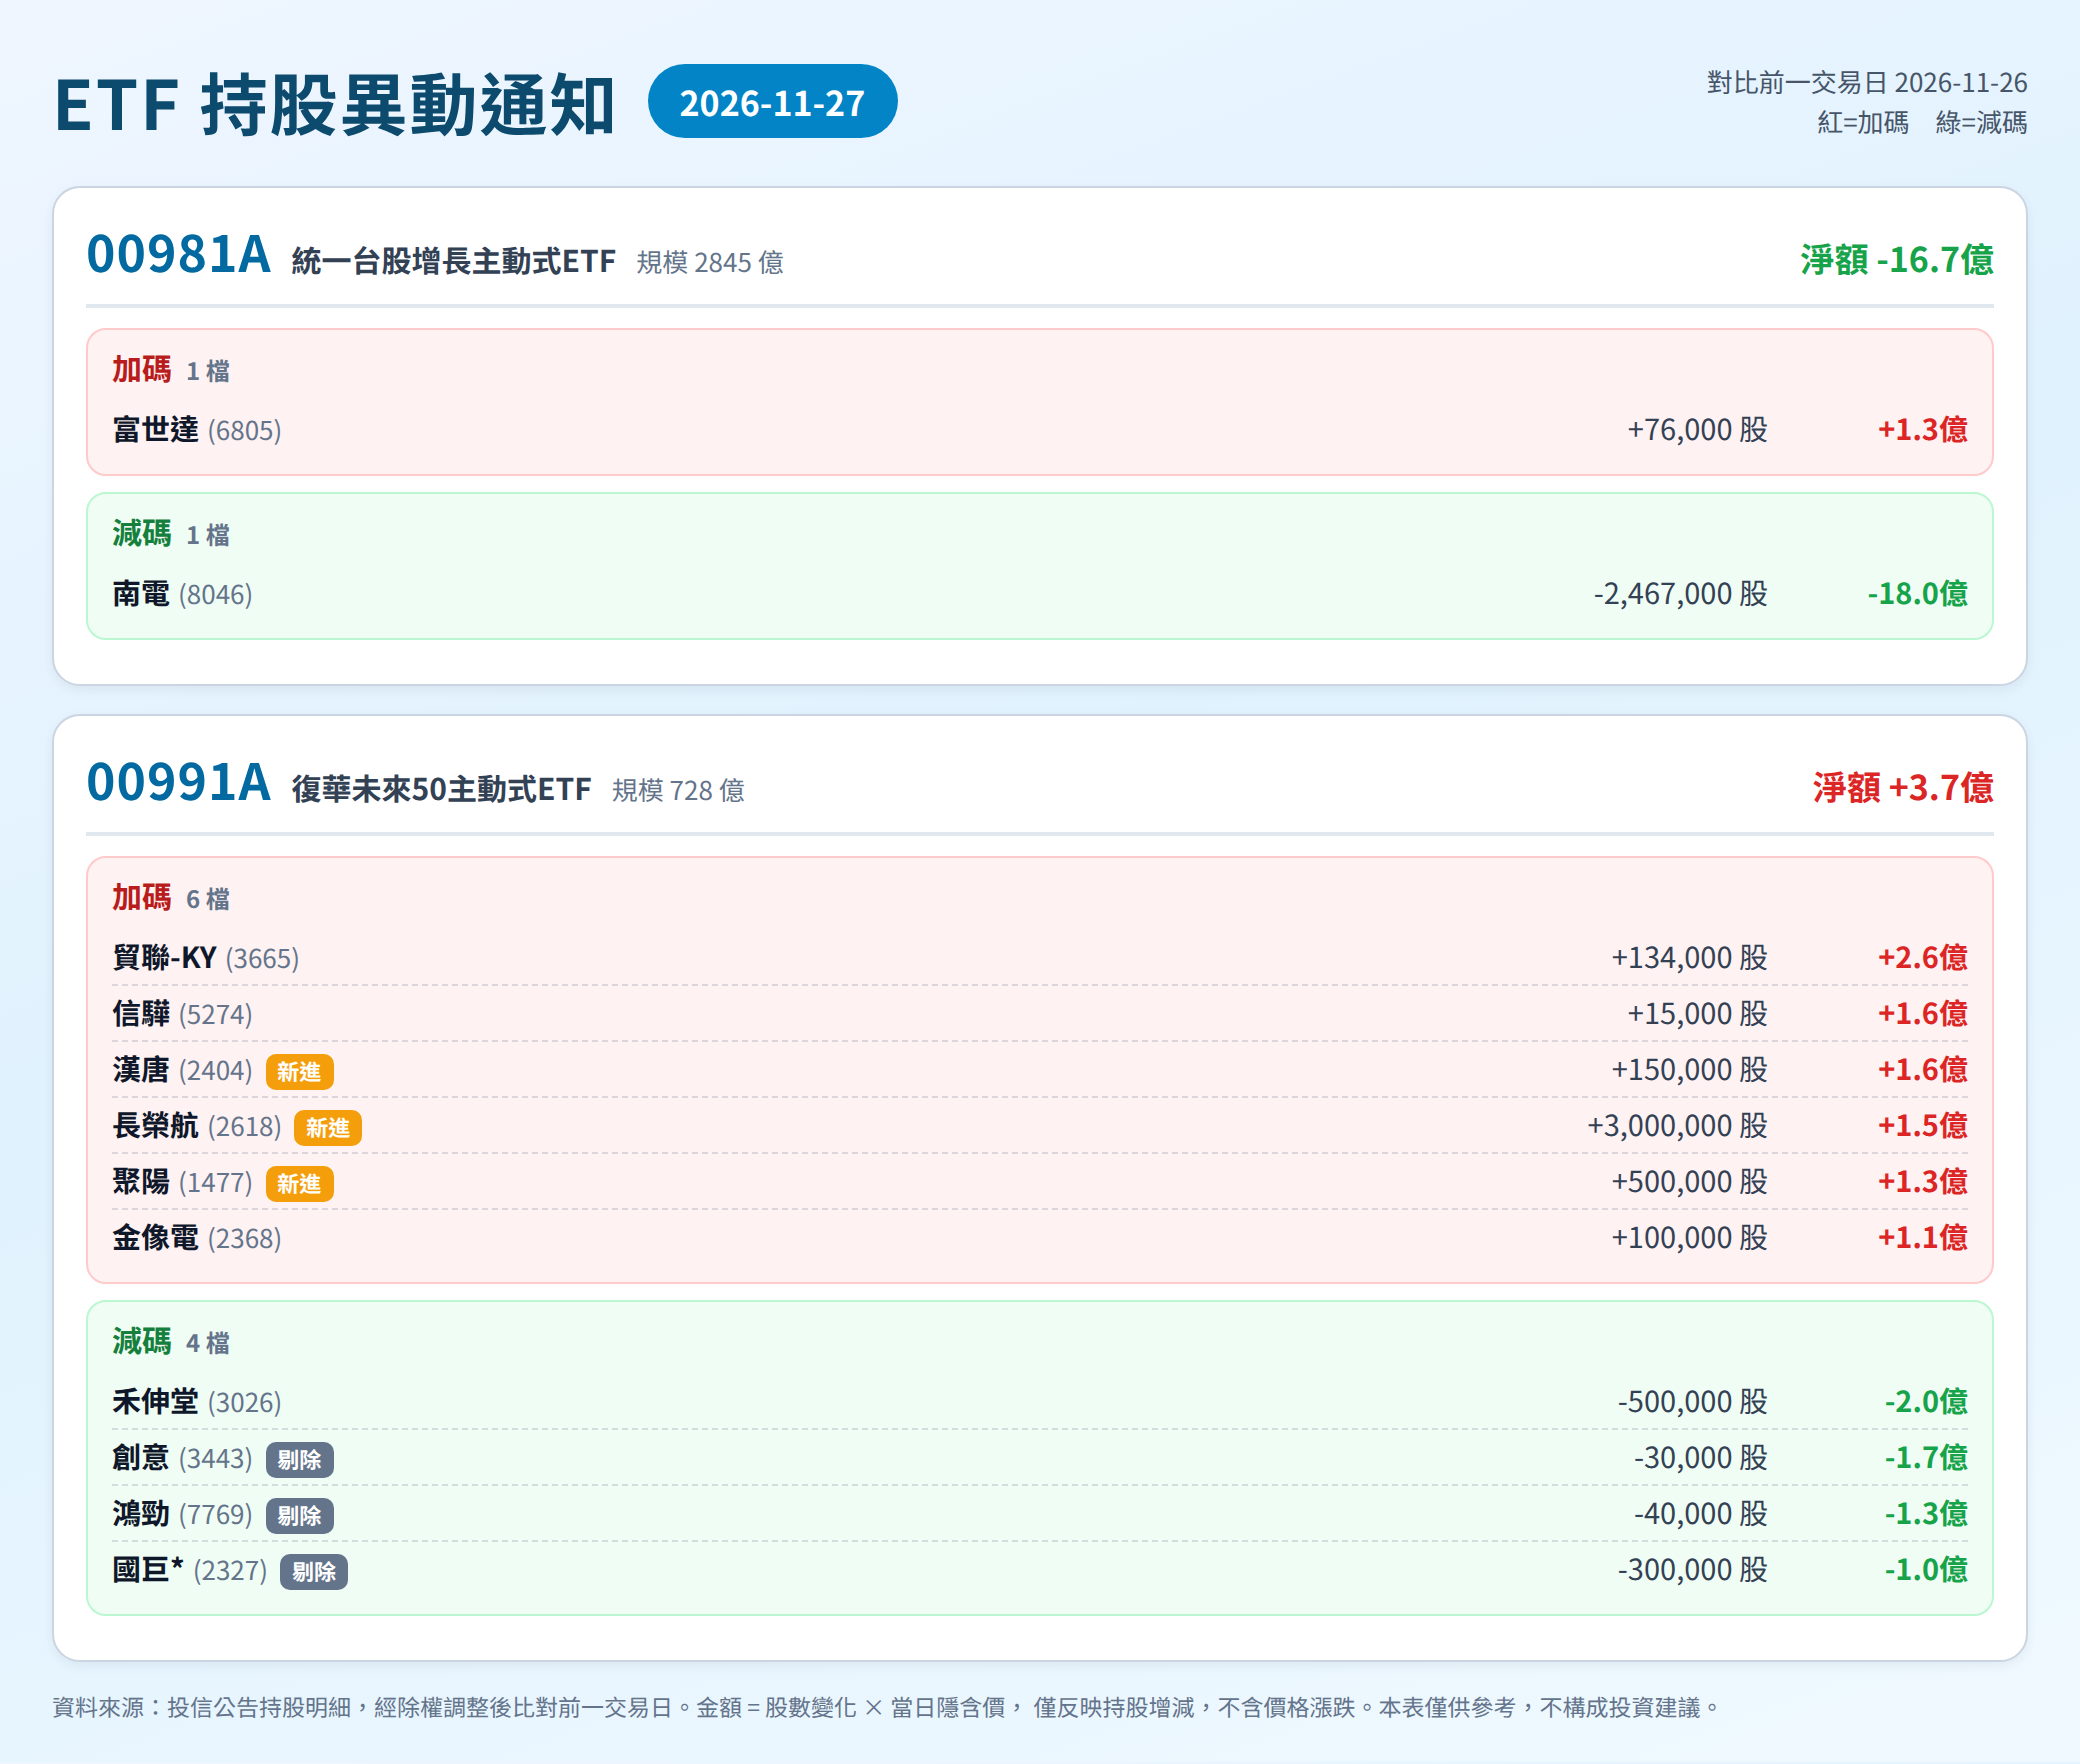 ETF 持股異動通知 2026-11-27
對比前一交易日 2026-11-26
紅=加碼 綠=減碼
00981A 統一台股增長主動式ETF 規模 2845 億 淨額 -16.7億
加碼 1 檔
富世達 (6805) +76,000 股 +1.3億
減碼 1 檔
南電 (8046) -2,467,000 股 -18.0億
00991A 復華未來50主動式ETF 規模 728 億 淨額 +3.7億
加碼 6 檔
貿聯-KY (3665) +134,000 股 +2.6億
信驊 (5274) +15,000 股 +1.6億
漢唐 (2404) 新進 +150,000 股 +1.6億
長榮航 (2618) 新進 +3,000,000 股 +1.5億
聚陽 (1477) 新進 +500,000 股 +1.3億
金像電 (2368) +100,000 股 +1.1億
減碼 4 檔
禾伸堂 (3026) -500,000 股 -2.0億
創意 (3443) 剔除 -30,000 股 -1.7億
鴻勁 (7769) 剔除 -40,000 股 -1.3億
國巨* (2327) 剔除 -300,000 股 -1.0億
資料來源：投信公告持股明細，經除權調整後比對前一交易日。金額 = 股數變化 × 當日隱含價， 僅反映持股增減，不含價格漲跌。本表僅供參考，不構成投資建議。